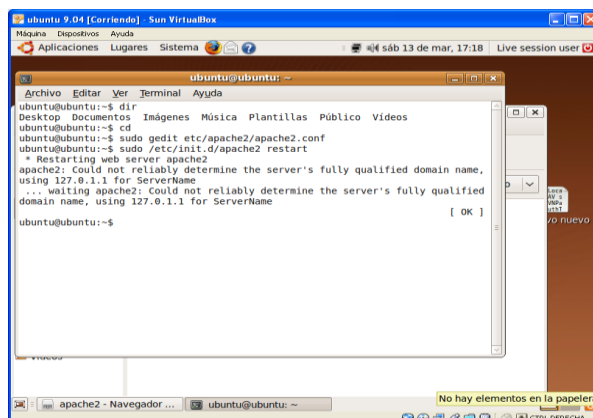 ubuntu 9.04 [Corriendo] - Sun VirtualBox
Máquina Dispositivos Ayuda
Aplicaciones Lugares Sistema sáb 13 de mar, 17:18 Live session user
ubuntu@ubuntu: ~
Archivo Editar Ver Terminal Ayuda
ubuntu@ubuntu:~$ dir
Desktop Documentos Imágenes Música Plantillas Público Vídeos
ubuntu@ubuntu:~$ cd
ubuntu@ubuntu:~$ sudo gedit etc/apache2/apache2.conf
ubuntu@ubuntu:~$ sudo /etc/init.d/apache2 restart
* Restarting web server apache2
apache2: Could not reliably determine the server's fully qualified domain name,
using 127.0.1.1 for ServerName
... waiting apache2: Could not reliably determine the server's fully qualified
domain name, using 127.0.1.1 for ServerName
[ OK ]
ubuntu@ubuntu:~$
vo nuevo
No hay elementos en la papelera
apache2 - Navegador ...
ubuntu@ubuntu: ~
CTRL DERECHA